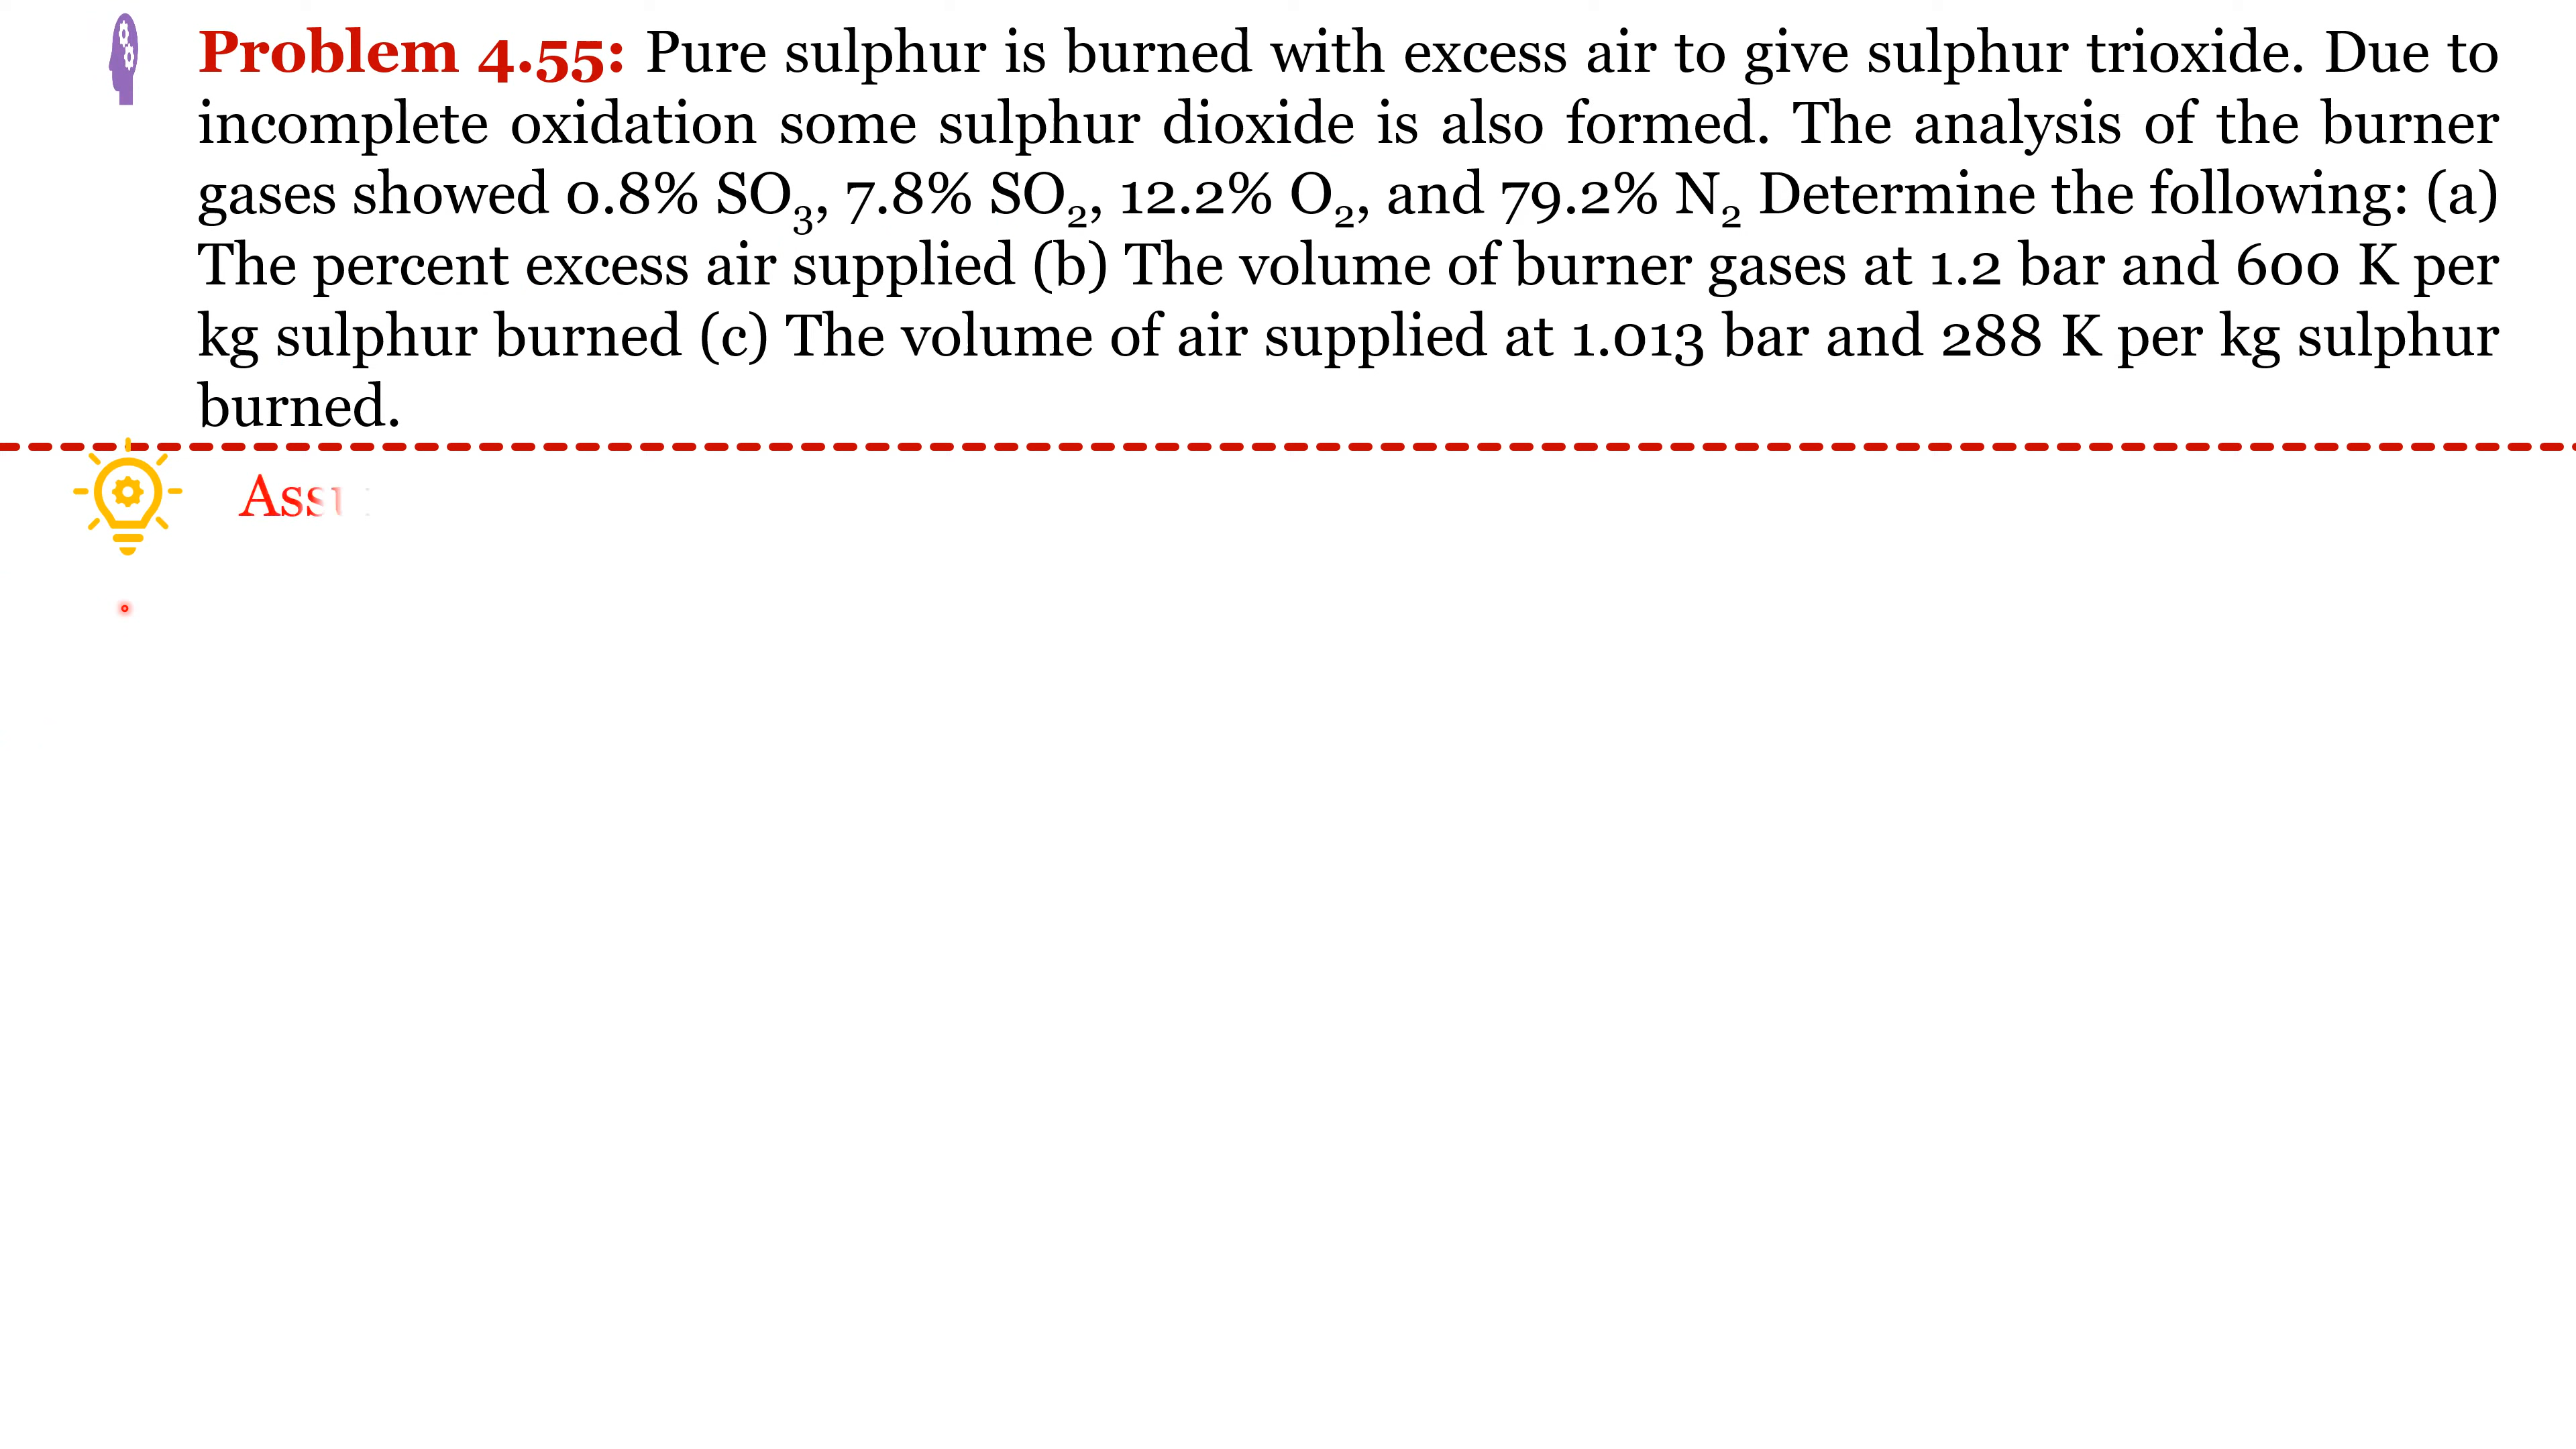 Problem 4.55: Pure sulphur is burned with excess air to give sulphur trioxide. Due to
incomplete oxidation some sulphur dioxide is also formed. The analysis of the burner
gases showed 0.8% SO₃, 7.8% SO₂, 12.2% O₂, and 79.2% N₂ Determine the following: (a)
The percent excess air supplied (b) The volume of burner gases at 1.2 bar and 600 K per
kg sulphur burned (c) The volume of air supplied at 1.013 bar and 288 K per kg sulphur
burned.